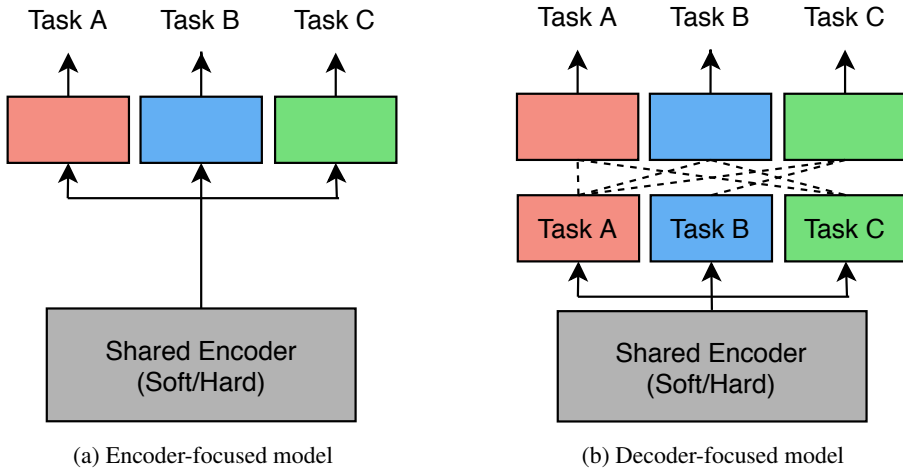 Task A Task B Task C
Shared Encoder
(Soft/Hard)
(a) Encoder-focused model
Task A Task B Task C
Task A Task B Task C
Shared Encoder
(Soft/Hard)
(b) Decoder-focused model